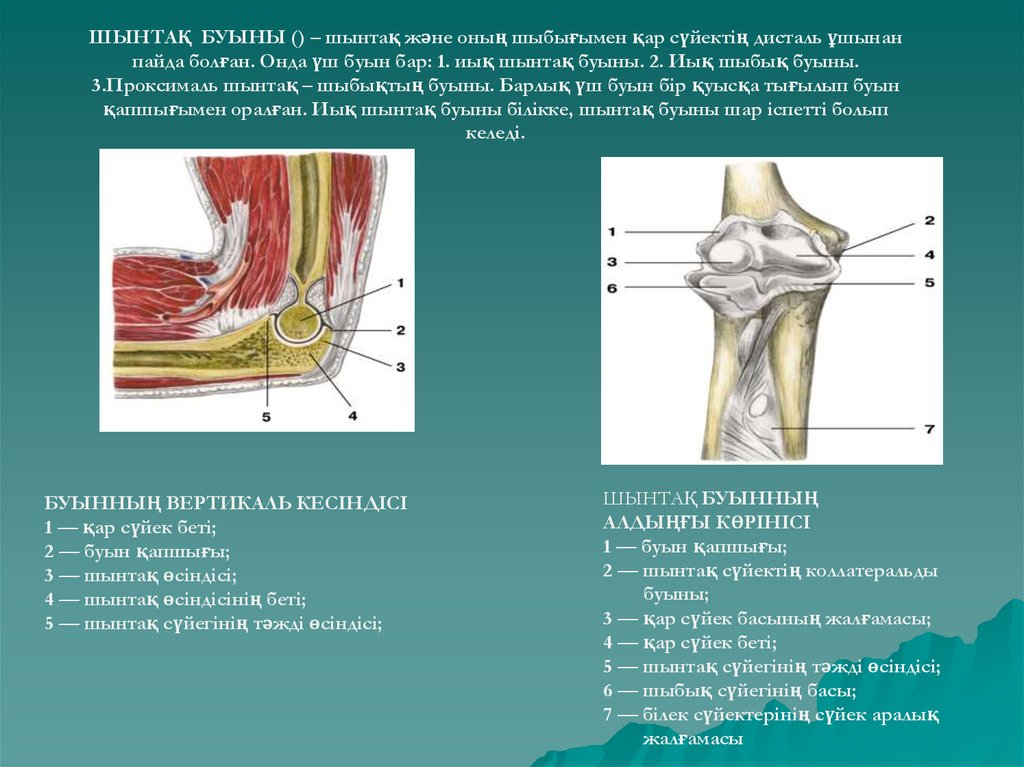 ШЫНТАҚ БУЫНЫ () – шынтақ және оның шыбығымен қар сүйектің дисталь ұшынан
пайда болған. Онда үш буын бар: 1. иық шынтақ буыны. 2. Иық шыбық буыны.
3.Проксималь шынтақ – шыбықтың буыны. Барлық үш буын бір қуысқа тығылып буын
қапшығымен оралған. Иық шынтақ буыны білікке, шынтақ буыны шар іспетті болып
келеді.
1
2
3
4
5
1
2
3
4
5
6
7
БУЫННЫҢ ВЕРТИКАЛЬ КЕСІНДІСІ
1 — қар сүйек беті;
2 — буын қапшығы;
3 — шынтақ өсіндісі;
4 — шынтақ өсіндісінің беті;
5 — шынтақ сүйегінің тәжді өсіндісі;
ШЫНТАҚ БУЫННЫҢ
АЛДЫҢҒЫ КӨРІНІСІ
1 — буын қапшығы;
2 — шынтақ сүйектің коллатеральды
буыны;
3 — қар сүйек басының жалғамасы;
4 — қар сүйек беті;
5 — шынтақ сүйегінің тәжді өсіндісі;
6 — шыбық сүйегінің басы;
7 — білек сүйектерінің сүйек аралық
жалғамасы